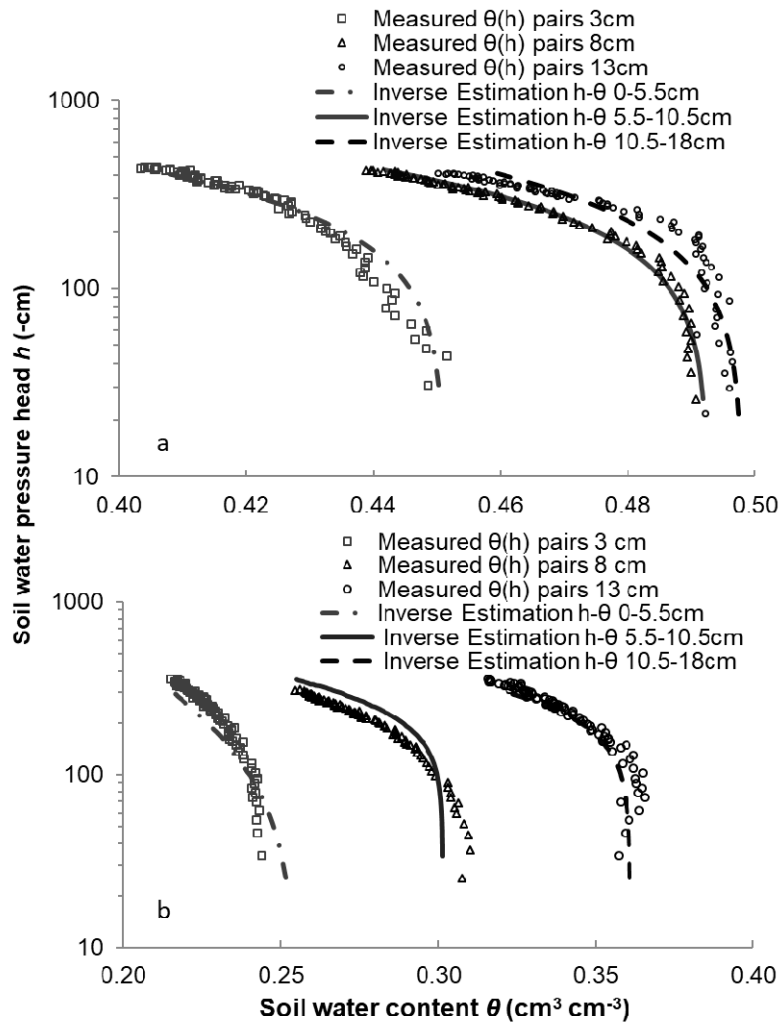 Measured θ(h) pairs 3cm
Measured θ(h) pairs 8cm
Measured θ(h) pairs 13cm
Inverse Estimation h-θ 0-5.5cm
Inverse Estimation h-θ 5.5-10.5cm
Inverse Estimation h-θ 10.5-18cm
1000
100
10
a
0.40 0.42 0.44 0.46 0.48 0.50
Soil water pressure head h (-cm)
Measured θ(h) pairs 3 cm
Measured θ(h) pairs 8 cm
Measured θ(h) pairs 13 cm
Inverse Estimation h-θ 0-5.5cm
Inverse Estimation h-θ 5.5-10.5cm
Inverse Estimation h-θ 10.5-18cm
1000
100
10
b
0.20 0.25 0.30 0.35 0.40
Soil water content θ (cm³ cm⁻³)